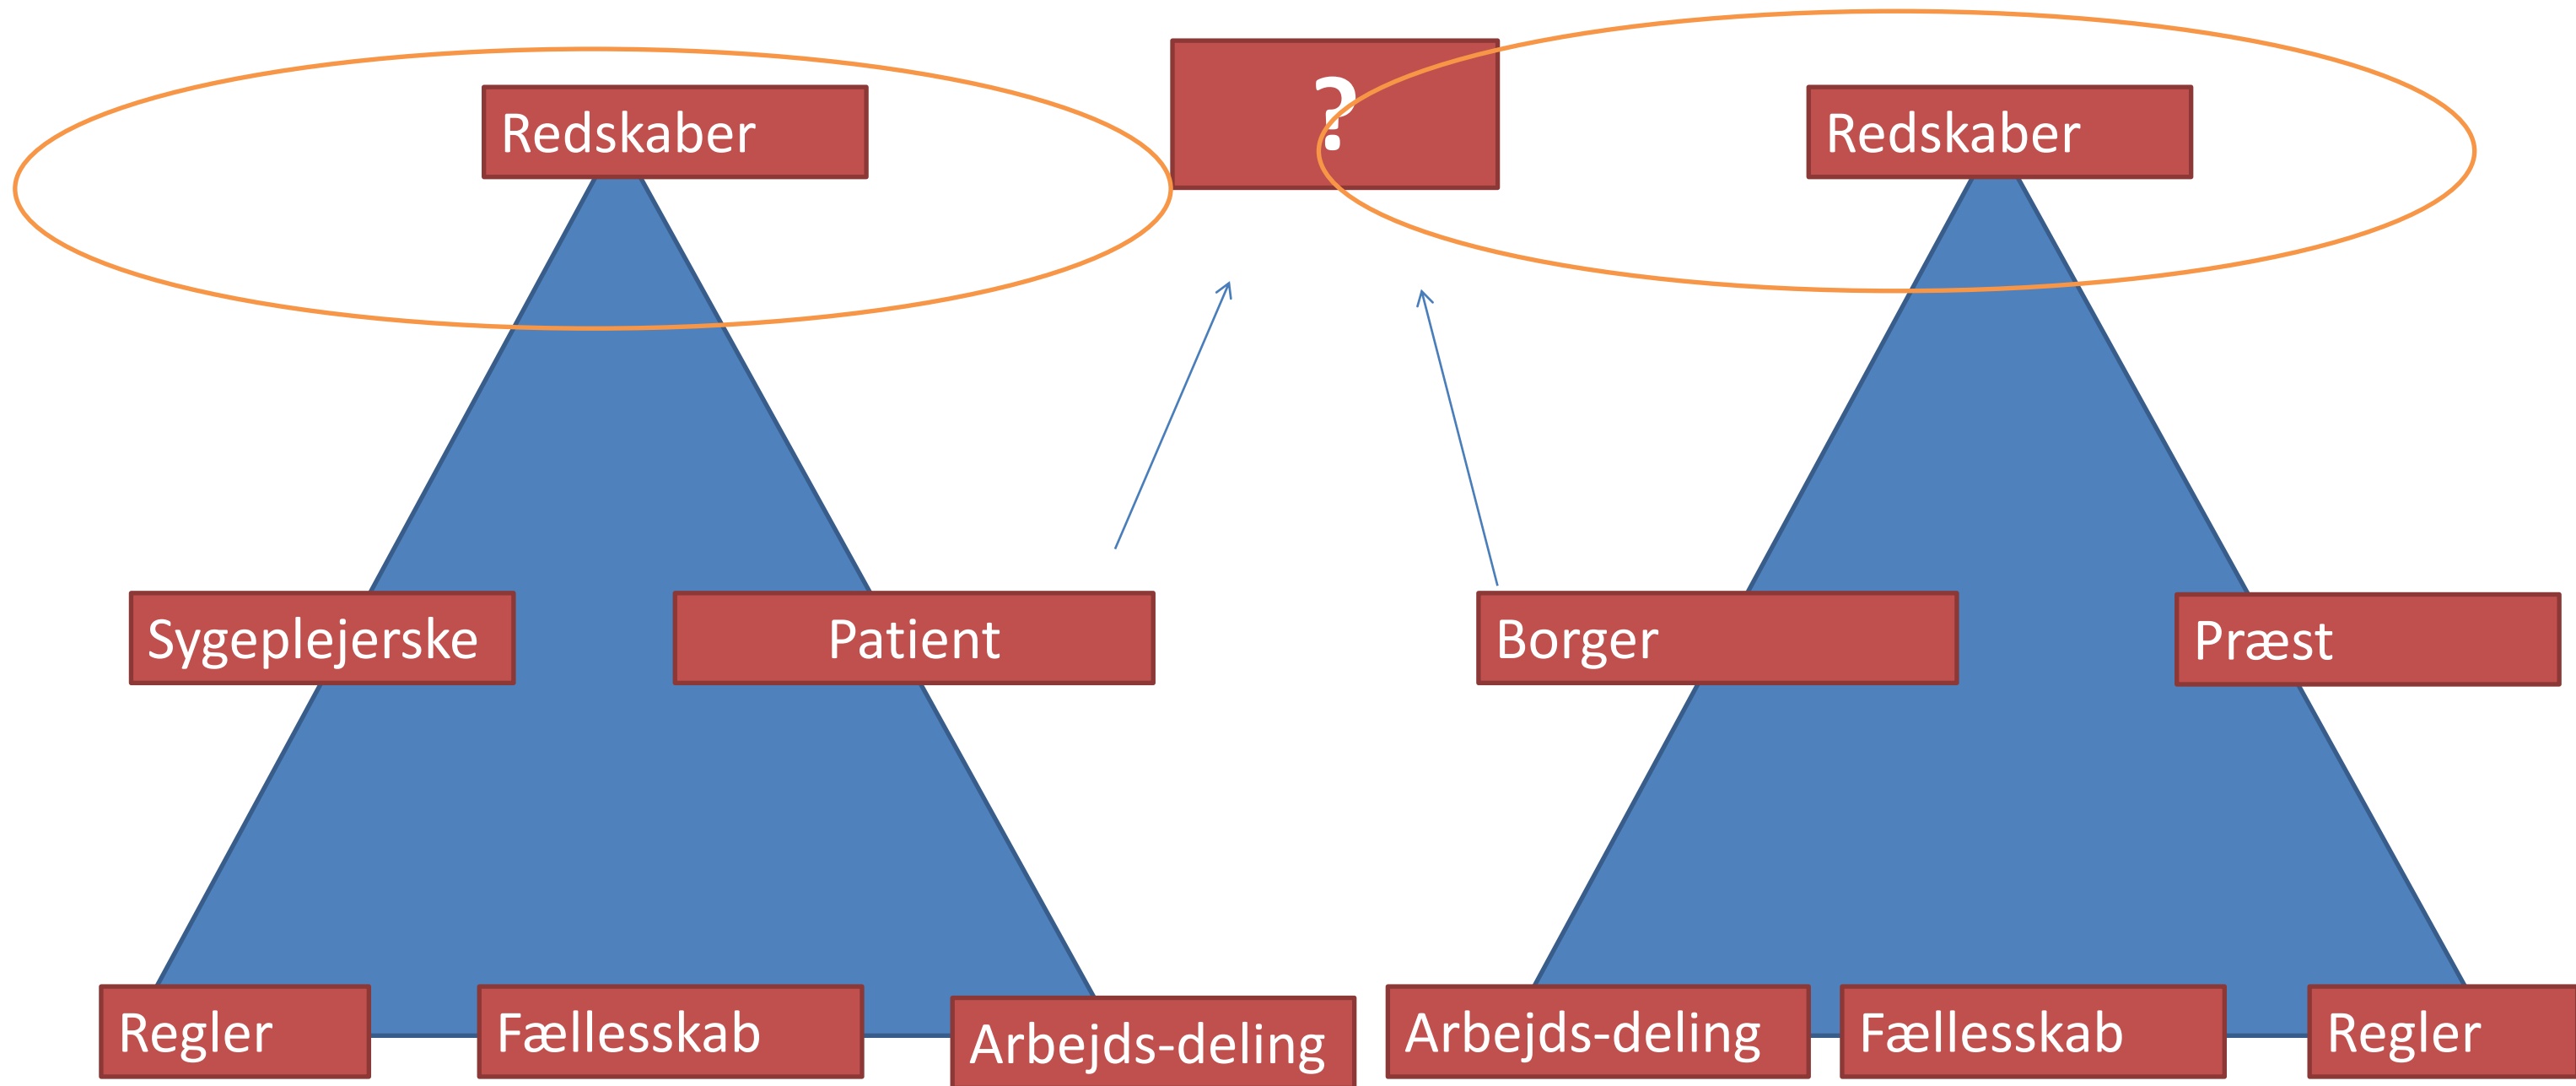 Redskaber
?
Redskaber
Sygeplejerske
Patient
Borger
Præst
Regler
Fællesskab
Arbejds-deling
Arbejds-deling
Fællesskab
Regler